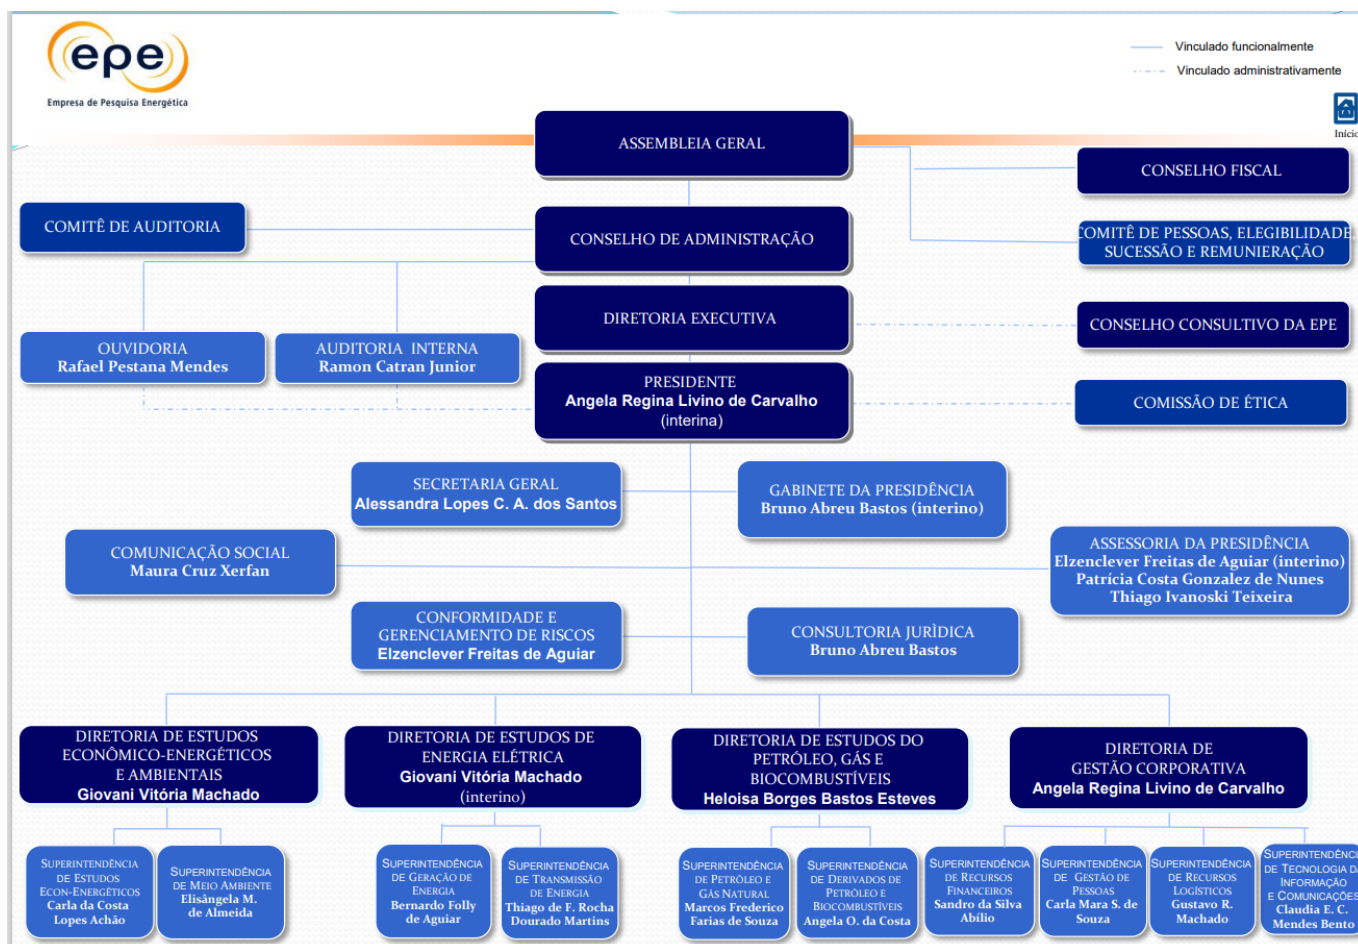 epe
Empresa de Pesquisa Energética
Vinculado funcionalmente
Vinculado administrativamente
Início
ASSEMBLEIA GERAL
CONSELHO FISCAL
COMITÊ DE AUDITORIA
CONSELHO DE ADMINISTRAÇÃO
COMITÊ DE PESSOAS, ELEGIBILIDADE,
SUCESSÃO E REMUNIERAÇÃO
DIRETORIA EXECUTIVA
CONSELHO CONSULTIVO DA EPE
OUVIDORIA
Rafael Pestana Mendes
AUDITORIA INTERNA
Ramon Catran Junior
PRESIDENTE
Angela Regina Livino de Carvalho
(interina)
COMISSÃO DE ÉTICA
SECRETARIA GERAL
Alessandra Lopes C. A. dos Santos
GABINETE DA PRESIDÊNCIA
Bruno Abreu Bastos (interino)
COMUNICAÇÃO SOCIAL
Maura Cruz Xerfan
ASSESSORIA DA PRESIDÊNCIA
Elzenclever Freitas de Aguiar (interino)
Patrícia Costa Gonzalez de Nunes
Thiago Ivanoski Teixeira
CONFORMIDADE E
GERENCIAMENTO DE RISCOS
Elzenclever Freitas de Aguiar
CONSULTORIA JURÌDICA
Bruno Abreu Bastos
DIRETORIA DE ESTUDOS
ECONÔMICO-ENERGÉTICOS
E AMBIENTAIS
Giovani Vitória Machado
DIRETORIA DE ESTUDOS DE
ENERGIA ELÉTRICA
Giovani Vitória Machado
(interino)
DIRETORIA DE ESTUDOS DO
PETRÓLEO, GÁS E
BIOCOMBUSTÍVEIS
Heloisa Borges Bastos Esteves
DIRETORIA DE
GESTÃO CORPORATIVA
Angela Regina Livino de Carvalho
SUPERINTENDÊNCIA
DE ESTUDOS
ECON-ENERGÉTICOS
Carla da Costa
Lopes Achão
SUPERINTENDÊNCIA
DE MEIO AMBIENTE
Elisângela M.
de Almeida
SUPERINTENDÊNCIA
DE GERAÇÃO DE
ENERGIA
Bernardo Folly
de Aguiar
SUPERINTENDÊNCIA
DE TRANSMISSÃO
DE ENERGIA
Thiago de F. Rocha
Dourado Martins
SUPERINTENDÊNCIA
DE PETRÓLEO E
GÁS NATURAL
Marcos Frederico
Farias de Souza
SUPERINTENDÊNCIA
DE DERIVADOS DE
PETRÓLEO E
BIOCOMBUSTÍVEIS
Angela O. da Costa
SUPERINTENDÊNCIA
DE RECURSOS
FINANCEIROS
Sandro da Silva
Abílio
SUPERINTENDÊNCIA
DE GESTÃO DE
PESSOAS
Carla Mara S. de
Souza
SUPERINTENDÊNCIA
DE RECURSOS
LOGÍSTICOS
Gustavo R.
Machado
SUPERINTENDÊNCIA
DE TECNOLOGIA DA
INFORMAÇÃO
E COMUNICAÇÕES
Claudia E. C.
Mendes Bento